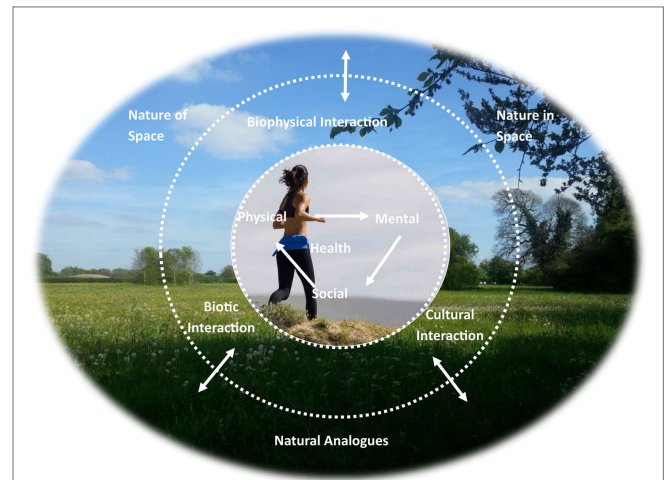 Nature of
Space
Biophysical Interaction
Nature in
Space
Physical
Mental
Health
Social
Biotic
Interaction
Cultural
Interaction
Natural Analogues